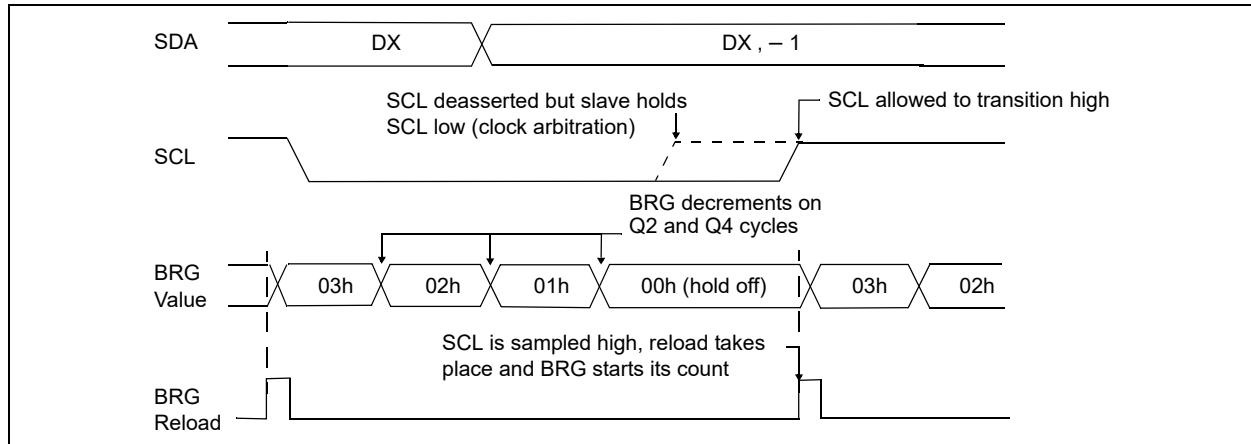 SDA
DX
DX , – 1
SCL deasserted but slave holds
SCL low (clock arbitration)
SCL allowed to transition high
SCL
BRG decrements on
Q2 and Q4 cycles
BRG
Value
03h
02h
01h
00h (hold off)
03h
02h
SCL is sampled high, reload takes
place and BRG starts its count
BRG
Reload